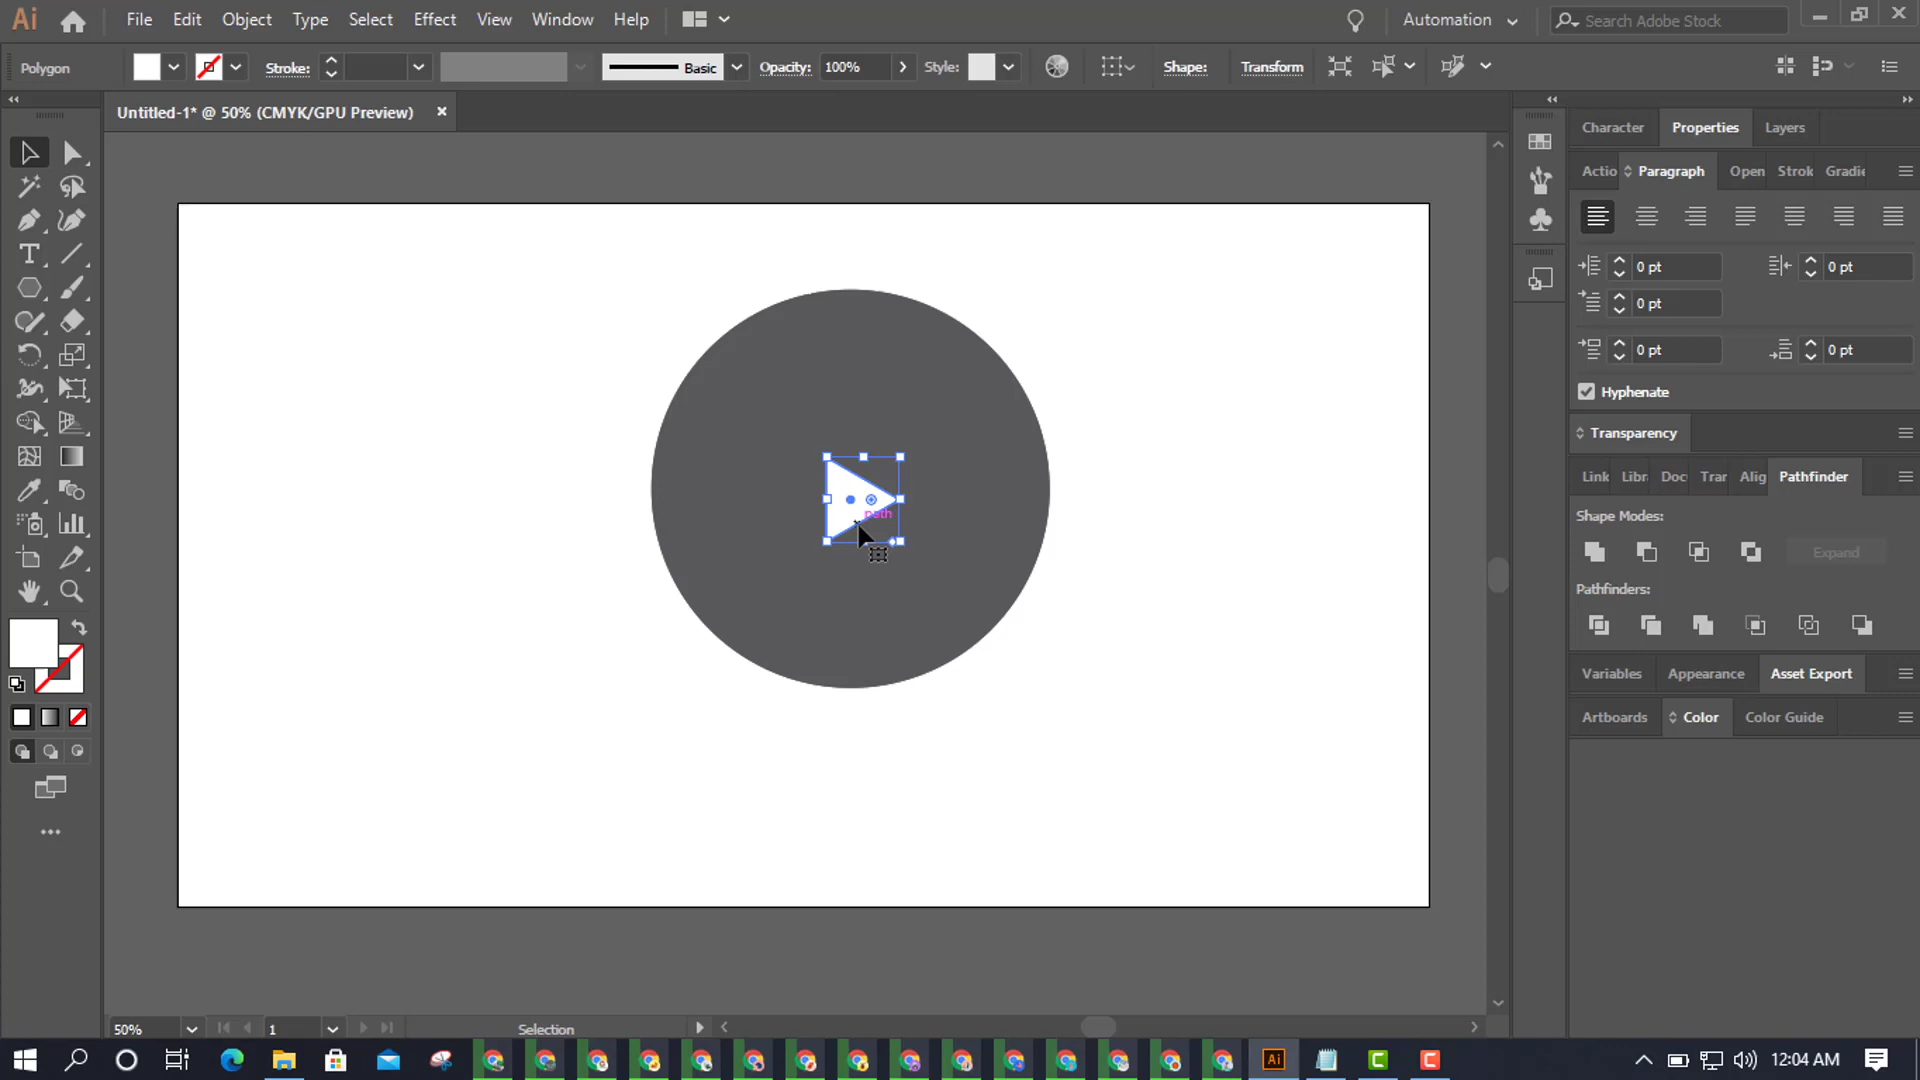 Ai File Edit Object Type Select Effect View Window Help Automation Search Adobe Stock
Polygon Stroke: Basic Opacity: 100% Style: Shape: Transform
Untitled-1* @ 50% (CMYK/GPU Preview)
Character Properties Layers
Actio Paragraph Open Strok Gradie
0 pt 0 pt
0 pt
0 pt 0 pt
Hyphenate
Transparency
Link Libra Doc Trar Alig Pathfinder
Shape Modes:
Expand
Pathfinders:
Variables Appearance Asset Export
Artboards Color Color Guide
path
50% 1 Selection
Ai 12:04 AM